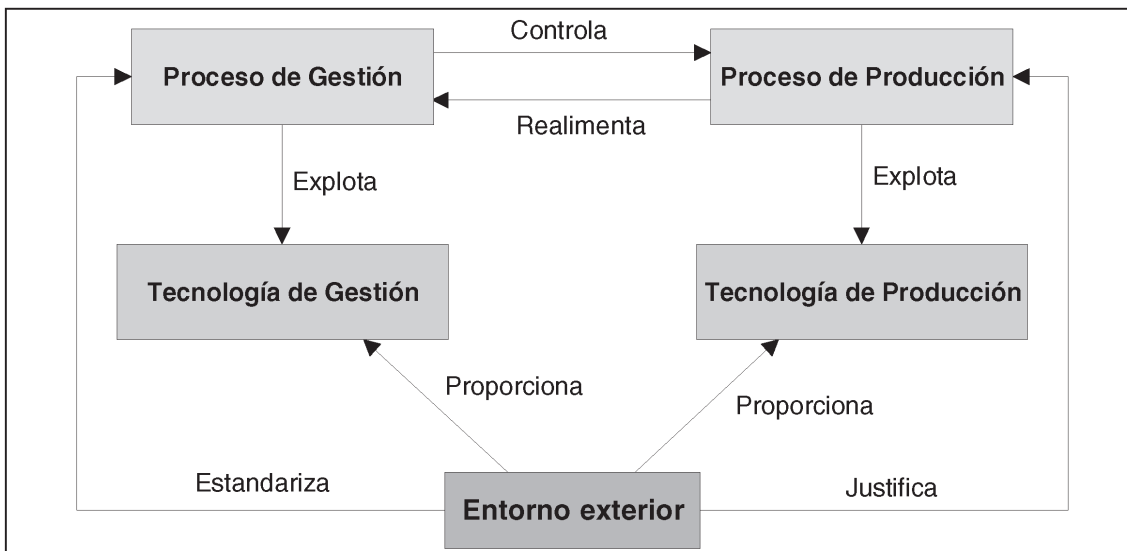 Controla
Proceso de Gestión
Proceso de Producción
Realimenta
Explota
Explota
Tecnología de Gestión
Tecnología de Producción
Proporciona
Proporciona
Estandariza
Justifica
Entorno exterior